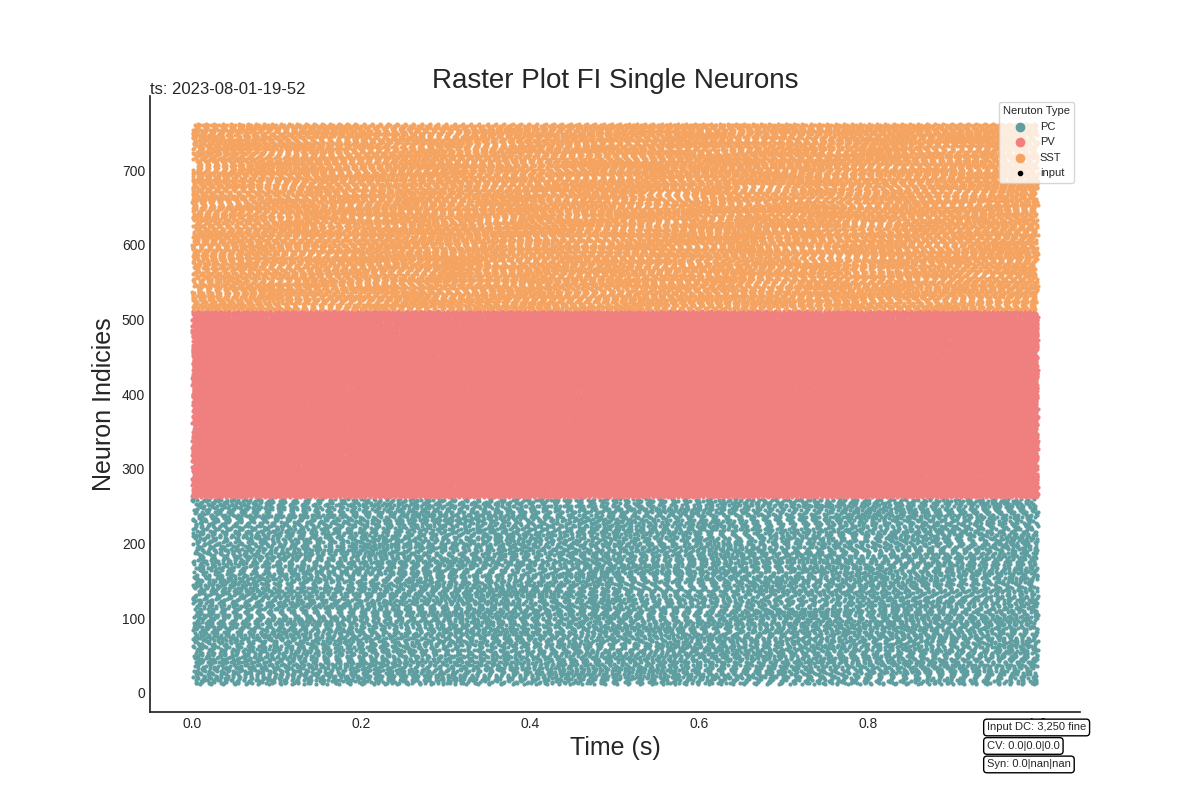 Raster Plot FI Single Neurons
ts: 2023-08-01-19-52
Neruton Type
PC
PV
SST
input
Neuron Indicies
700
600
500
400
300
200
100
0
0.0 0.2 0.4 0.6 0.8
Time (s)
Input DC: 3,250 fine
CV: 0.0|0.0|0.0
Syn: 0.0|nan|nan